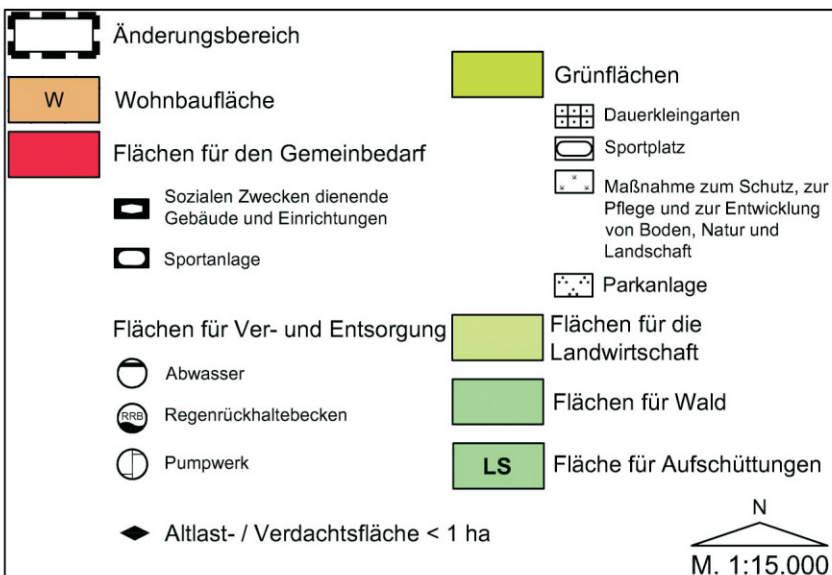 Änderungsbereich
W
Wohnbaufläche
Flächen für den Gemeinbedarf
Sozialen Zwecken dienende
Gebäude und Einrichtungen
Sportanlage
Flächen für Ver- und Entsorgung
Abwasser
RRB
Regenrückhaltebecken
Pumpwerk
Altlast- / Verdachtsfläche < 1 ha
Grünflächen
Dauerkleingarten
Sportplatz
Maßnahme zum Schutz, zur
Pflege und zur Entwicklung
von Boden, Natur und
Landschaft
Parkanlage
Flächen für die
Landwirtschaft
Flächen für Wald
LS
Fläche für Aufschüttungen
N
M. 1:15.000